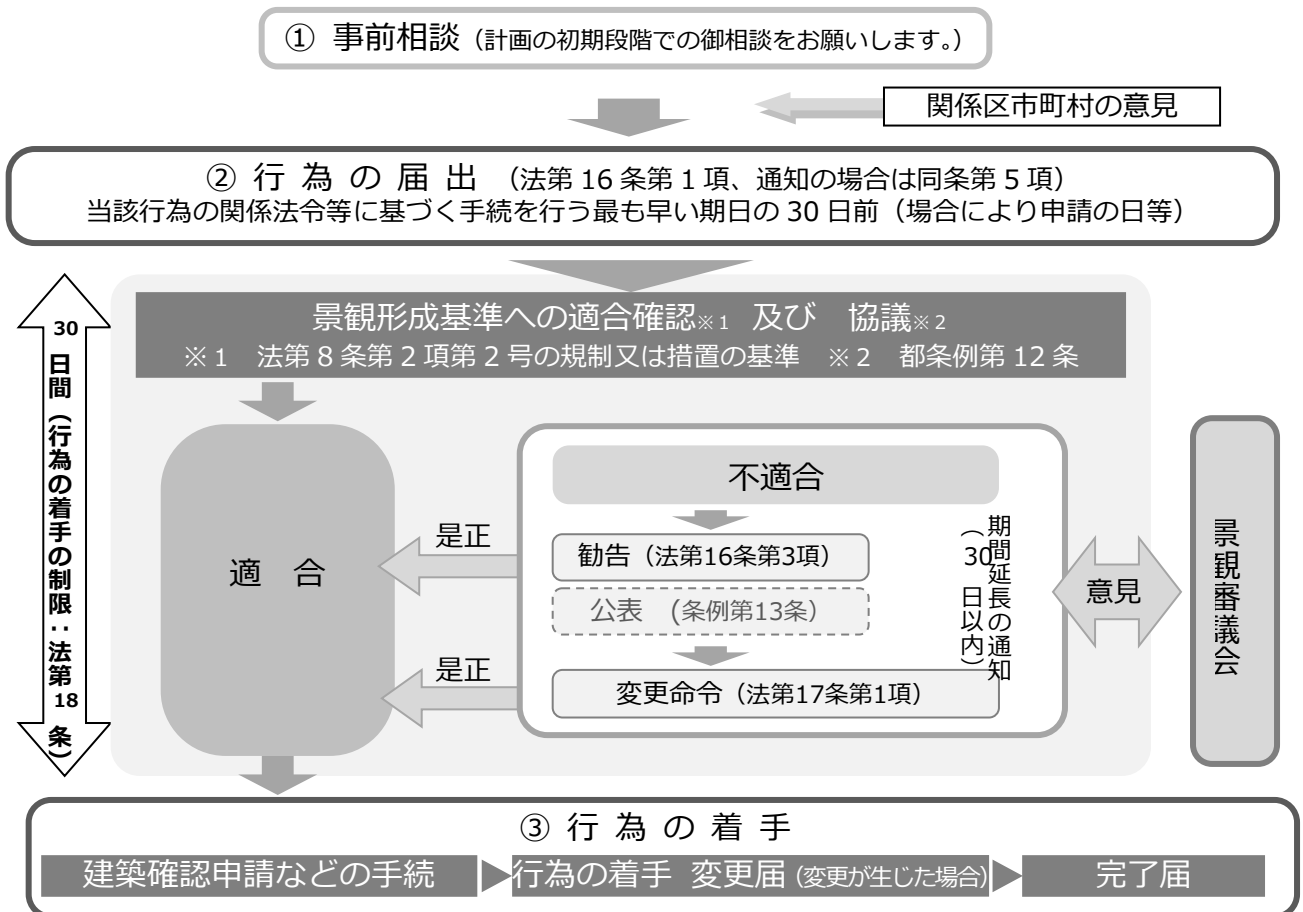 ① 事前相談（計画の初期段階での御相談をお願いします。）
関係区市町村の意見
② 行 為 の 届 出 （法第 16 条第 1 項、通知の場合は同条第 5 項）
当該行為の関係法令等に基づく手続を行う最も早い期日の 30 日前（場合により申請の日等）
30日間（行為の着手の制限：法第18条）
景観形成基準への適合確認※1 及び 協議※2
※1 法第 8 条第 2 項第 2 号の規制又は措置の基準 ※2 都条例第 12 条
適 合
不適合
是正
勧告（法第16条第3項）
公表 (条例第13条）
是正
変更命令（法第17条第1項）
期間延長の通知
（30日以内）
意見
景観審議会
③ 行 為 の 着 手
建築確認申請などの手続
行為の着手 変更届（変更が生じた場合）
完了届